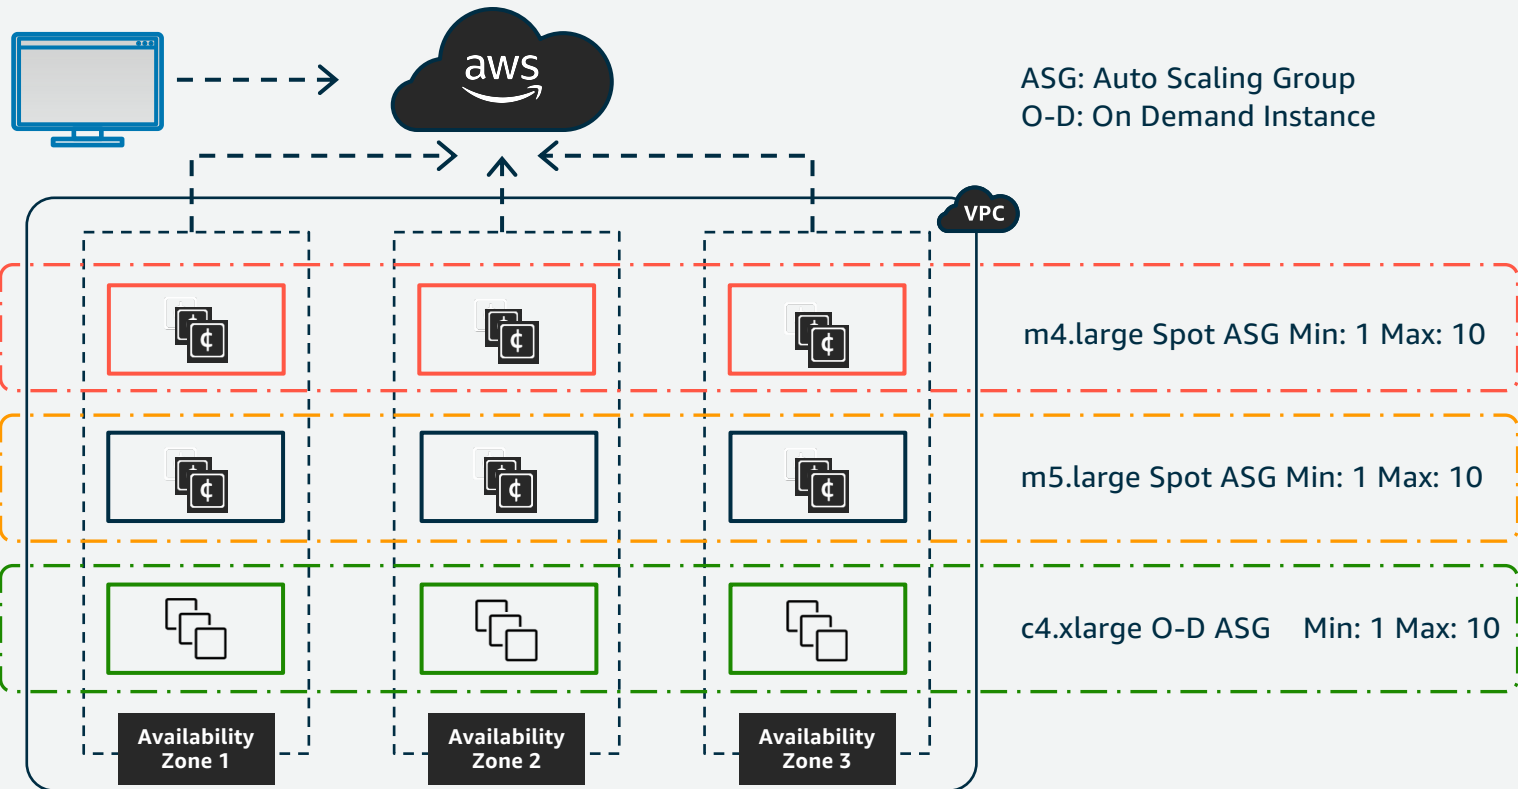 aws
ASG: Auto Scaling Group
O-D: On Demand Instance
VPC
¢ ¢ ¢
m4.large Spot ASG Min: 1 Max: 10
¢ ¢ ¢
m5.large Spot ASG Min: 1 Max: 10
c4.xlarge O-D ASG Min: 1 Max: 10
Availability
Zone 1
Availability
Zone 2
Availability
Zone 3